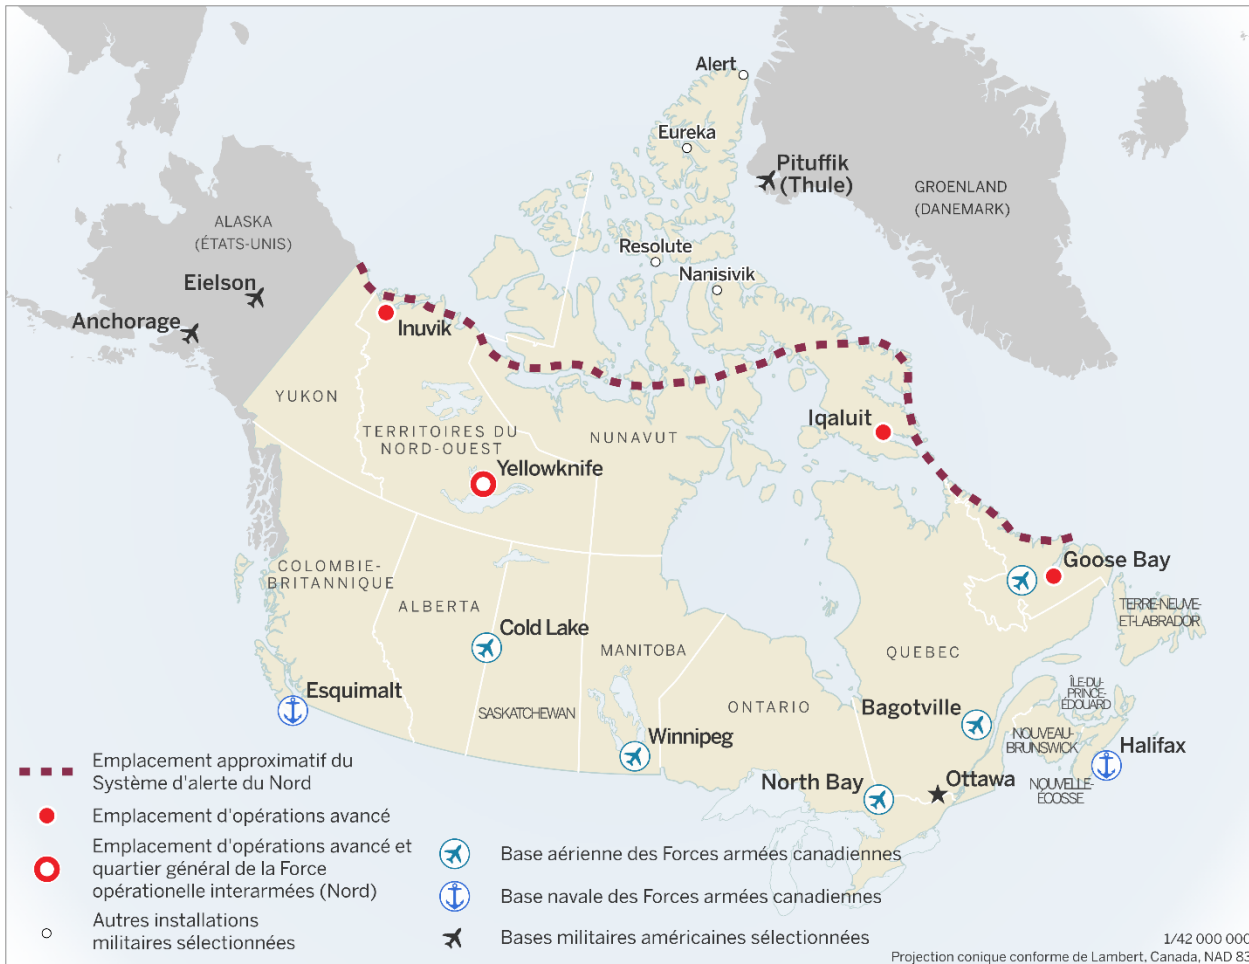 Alert
Eureka
Pituffik
(Thule)
GROENLAND
(DANEMARK)
ALASKA
(ÉTATS-UNIS)
Resolute
Nanisivik
Eielson
Anchorage
Inuvik
YUKON
TERRITOIRES DU
NORD-OUEST
NUNAVUT
Iqaluit
Yellowknife
Goose Bay
COLOMBIE-
BRITANNIQUE
ALBERTA
Cold Lake
TERRE-NEUVE-
ET-LABRADOR
MANITOBA
QUEBEC
Esquimalt
SASKATCHEWAN
ONTARIO
Bagotville
ÎLE-DU-
PRINCE-
ÉDOUARD
Winnipeg
NOUVEAU-
BRUNSWICK
Halifax
North Bay
Ottawa
NOUVELLE-
ÉCOSSE
Emplacement approximatif du
Système d'alerte du Nord
Emplacement d'opérations avancé
Emplacement d'opérations avancé et
quartier général de la Force
opérationelle interarmées (Nord)
Autres installations
militaires sélectionnées
Base aérienne des Forces armées canadiennes
Base navale des Forces armées canadiennes
Bases militaires américaines sélectionnées
1/42 000 000
Projection conique conforme de Lambert, Canada, NAD 83